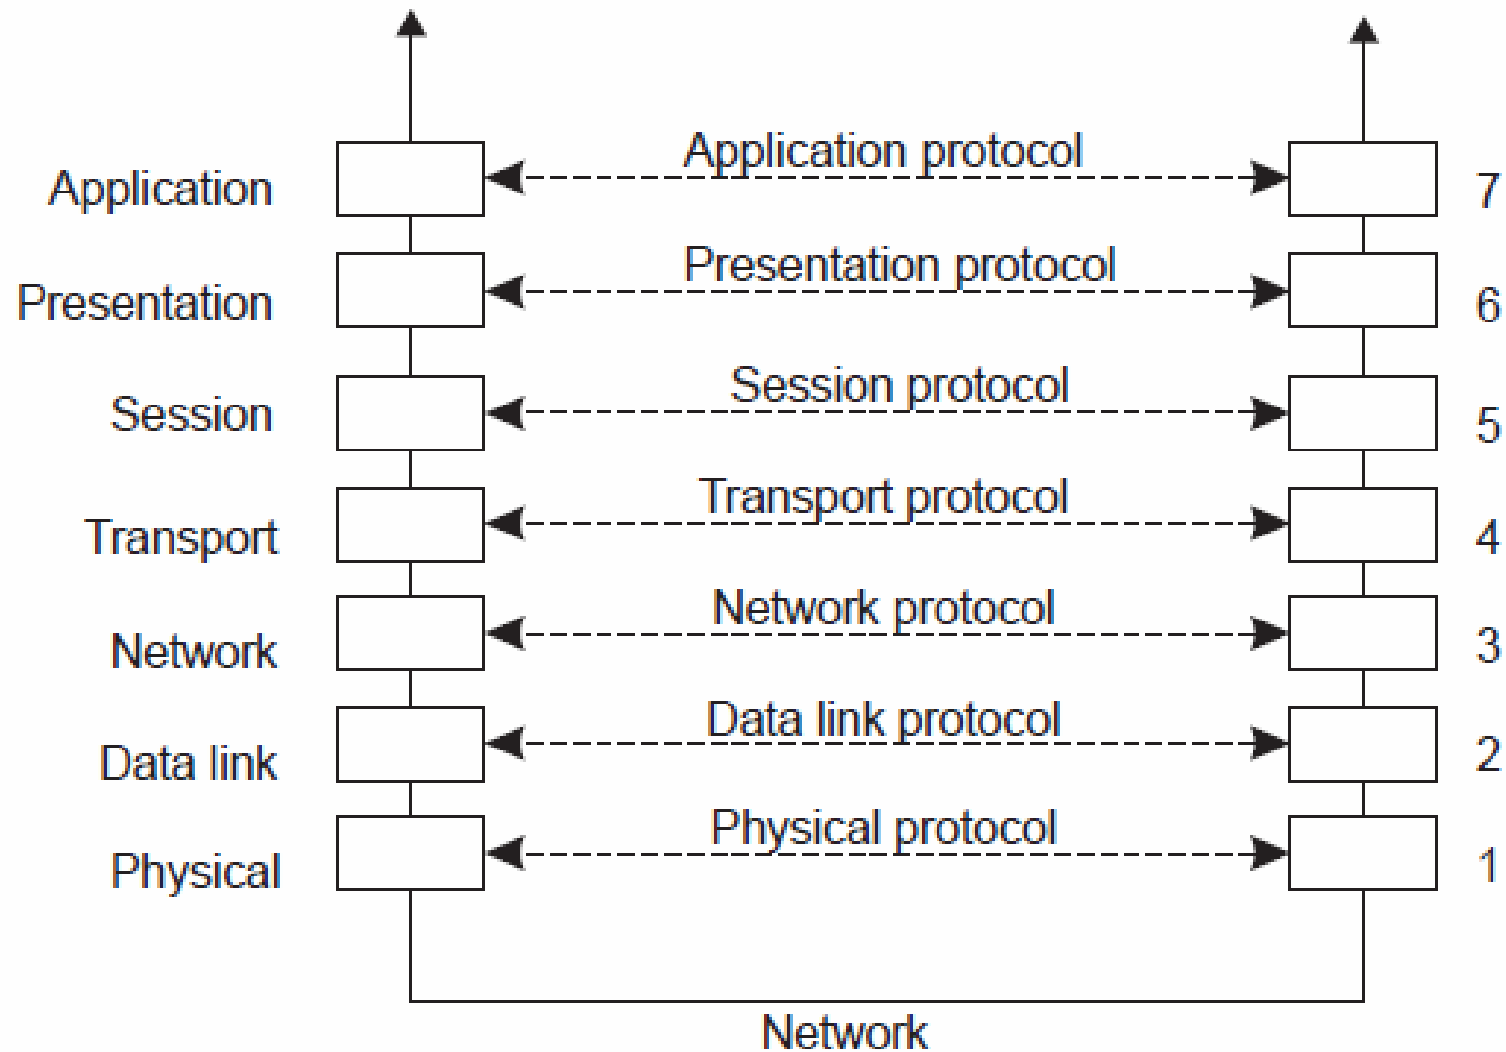 Application protocol
Application
7
Presentation protocol
Presentation
6
Session protocol
Session
5
Transport protocol
Transport
4
Network protocol
Network
3
Data link protocol
Data link
2
Physical protocol
Physical
1
Network